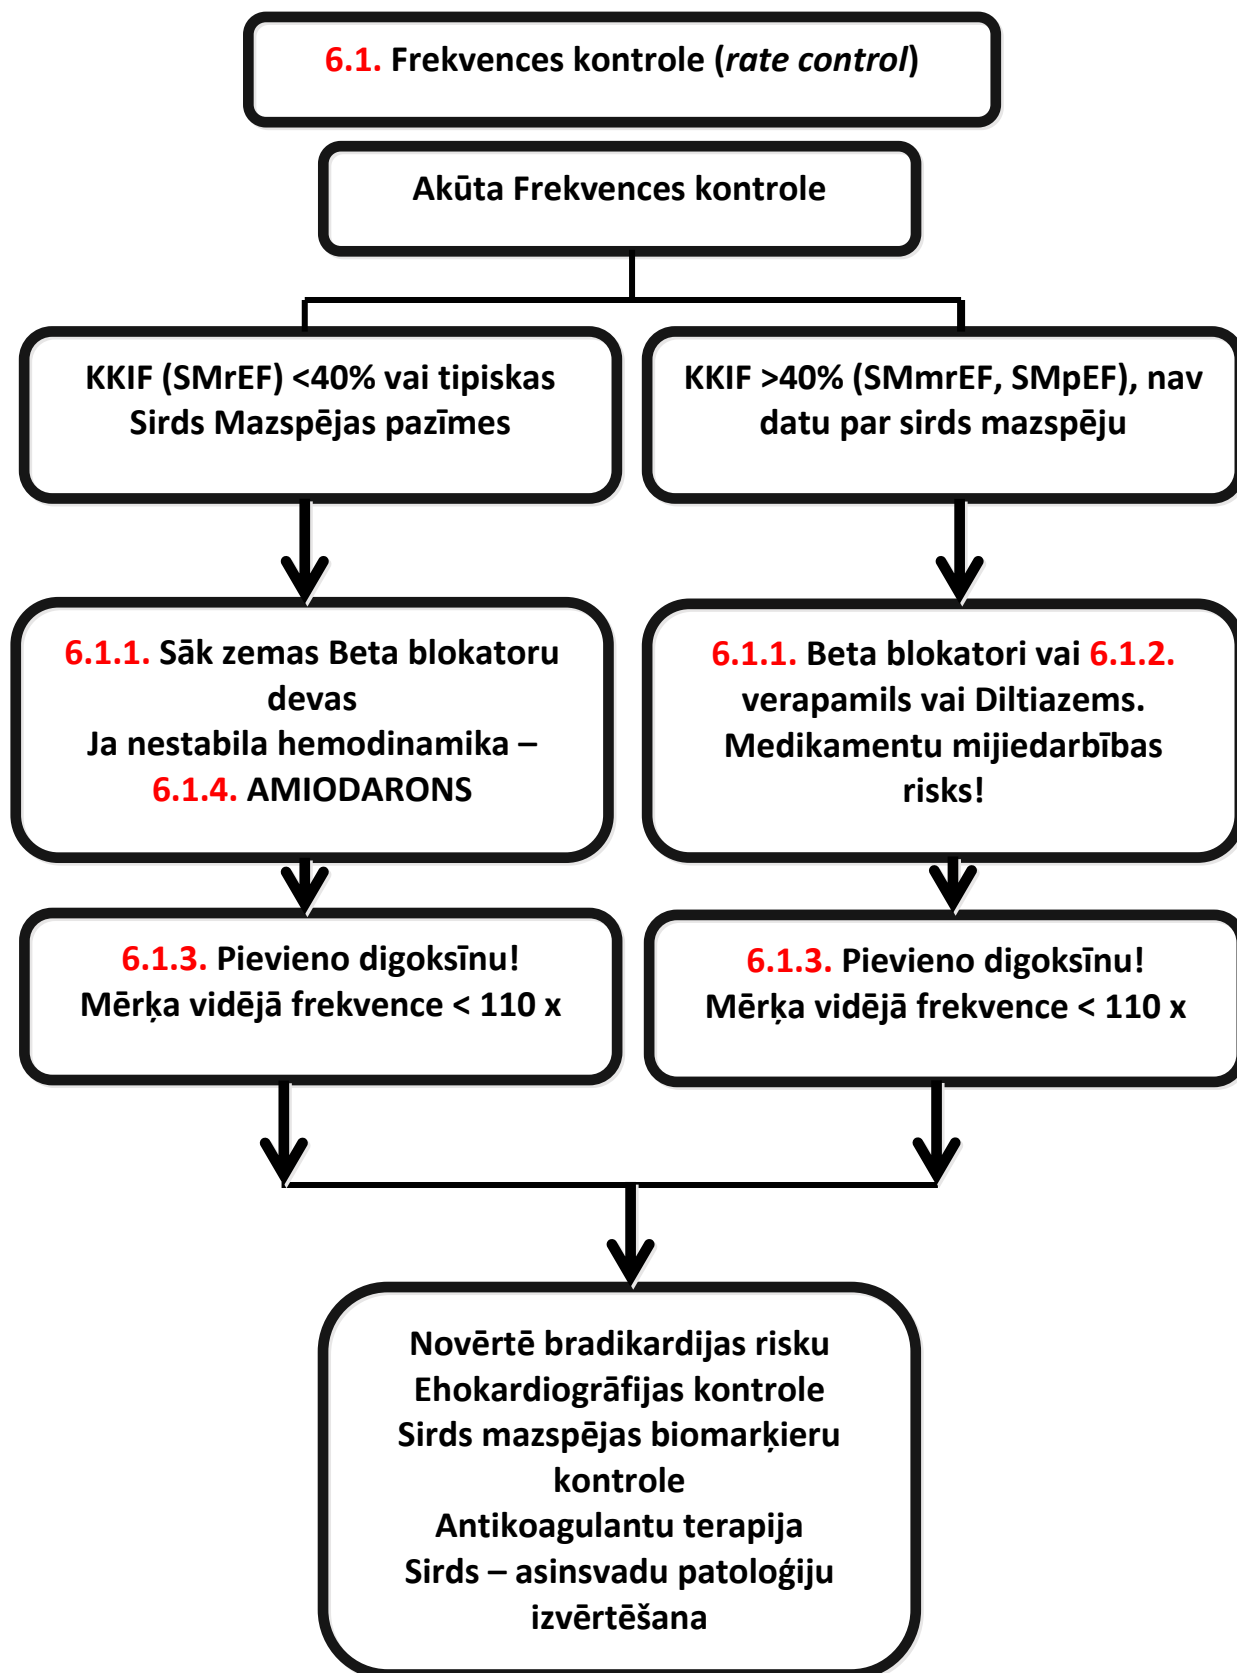 6.1. Frekvences kontrole (rate control)
Akūta Frekvences kontrole
KKIF (SMrEF) <40% vai tipiskas
Sirds Mazspējas pazīmes
KKIF >40% (SMmrEF, SMpEF), nav
datu par sirds mazspēju
6.1.1. Sāk zemas Beta blokatoru
devas
Ja nestabila hemodinamika –
6.1.4. AMIODARONS
6.1.1. Beta blokatori vai 6.1.2.
verapamils vai Diltiazems.
Medikamentu mijiedarbības
risks!
6.1.3. Pievieno digoksīnu!
Mērķa vidējā frekvence < 110 x
6.1.3. Pievieno digoksīnu!
Mērķa vidējā frekvence < 110 x
Novērtē bradikardijas risku
Ehokardiogrāfijas kontrole
Sirds mazspējas biomarķieru
kontrole
Antikoagulantu terapija
Sirds – asinsvadu patoloģiju
izvērtēšana